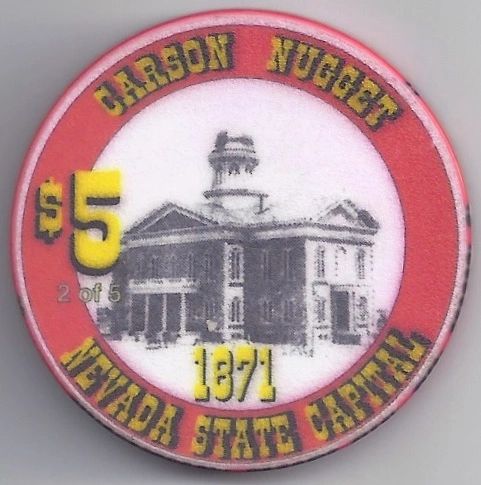 CARSON NUGGET
$5
2 of 5
1871
NEVADA STATE CAPITAL